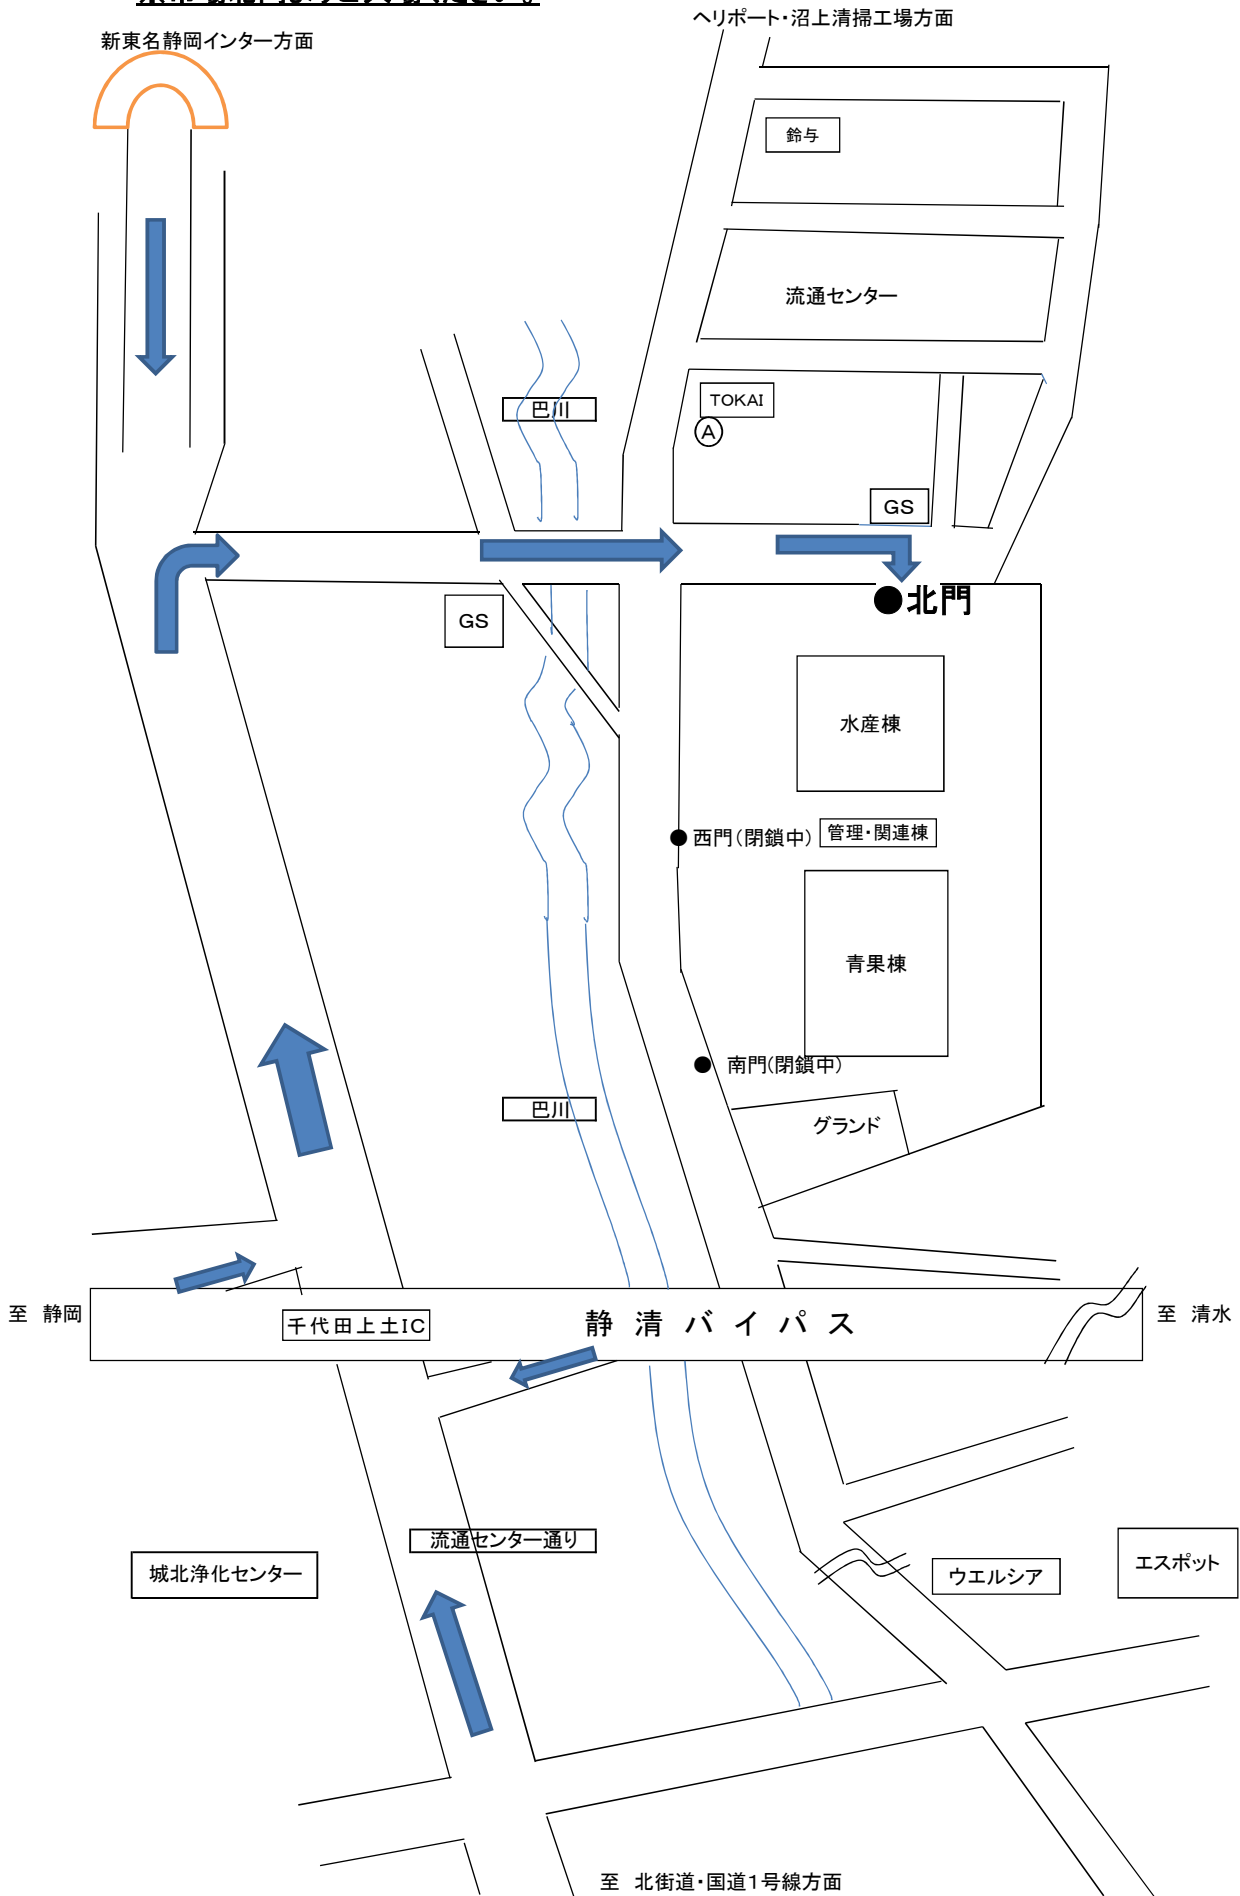 新東名静岡インター方面
ヘリポート・沼上清掃工場方面
鈴与
流通センター
TOKAI
A
巴川
GS
北門
GS
水産棟
西門(閉鎖中)
管理・関連棟
青果棟
南門(閉鎖中)
巴川
グランド
至 静岡
千代田上土IC
静清バイパス
至 清水
流通センター通り
城北浄化センター
ウエルシア
エスポット
至 北街道・国道1号線方面